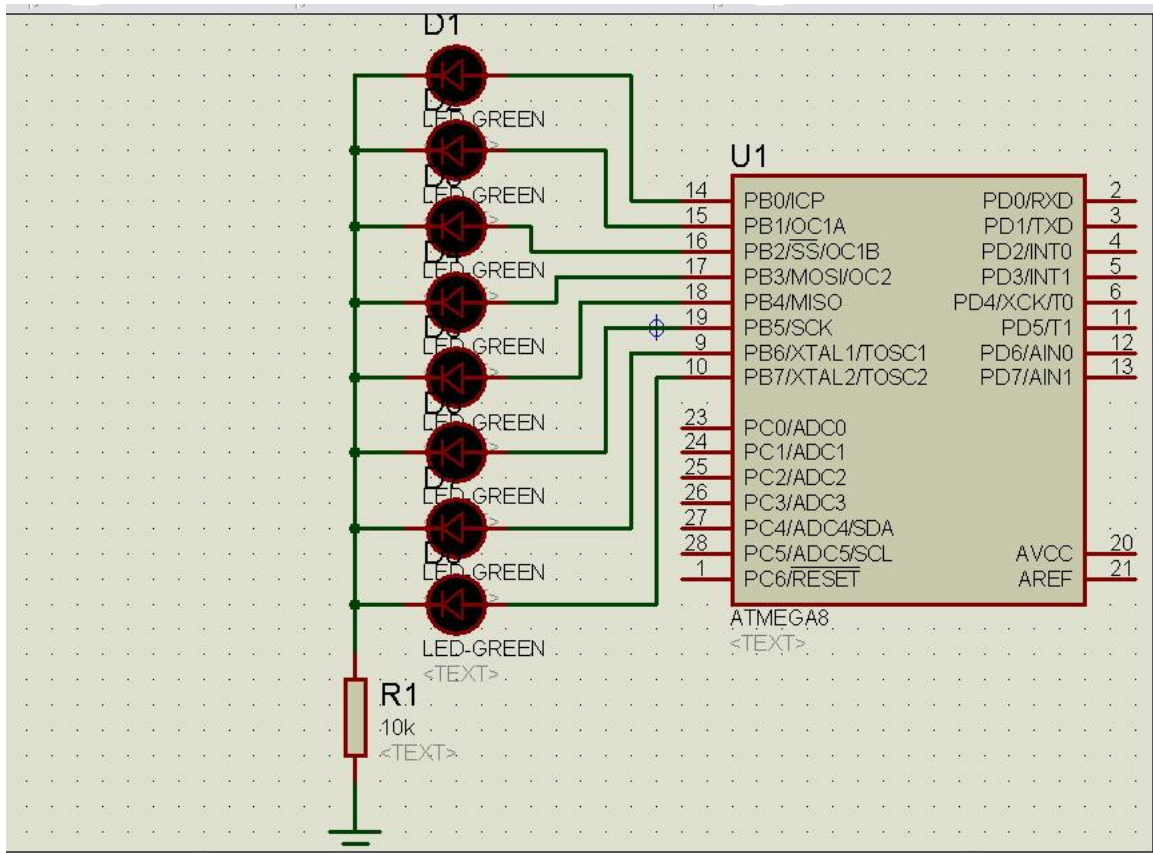 D1
LED-GREEN
D2
LED-GREEN
D3
LED-GREEN
D4
LED-GREEN
LED-GREEN
LED-GREEN
LED-GREEN
LED-GREEN
<TEXT>
R1
10k
<TEXT>
U1
14 PB0/ICP PD0/RXD 2
15 PB1/OC1A PD1/TXD 3
16 PB2/SS/OC1B PD2/INT0 4
17 PB3/MOSI/OC2 PD3/INT1 5
18 PB4/MISO PD4/XCK/T0 6
19 PB5/SCK PD5/T1 11
9 PB6/XTAL1/TOSC1 PD6/AIN0 12
10 PB7/XTAL2/TOSC2 PD7/AIN1 13
23 PC0/ADC0
24 PC1/ADC1
25 PC2/ADC2
26 PC3/ADC3
27 PC4/ADC4/SDA
28 PC5/ADC5/SCL AVCC 20
1 PC6/RESET AREF 21
ATMEGA8
<TEXT>